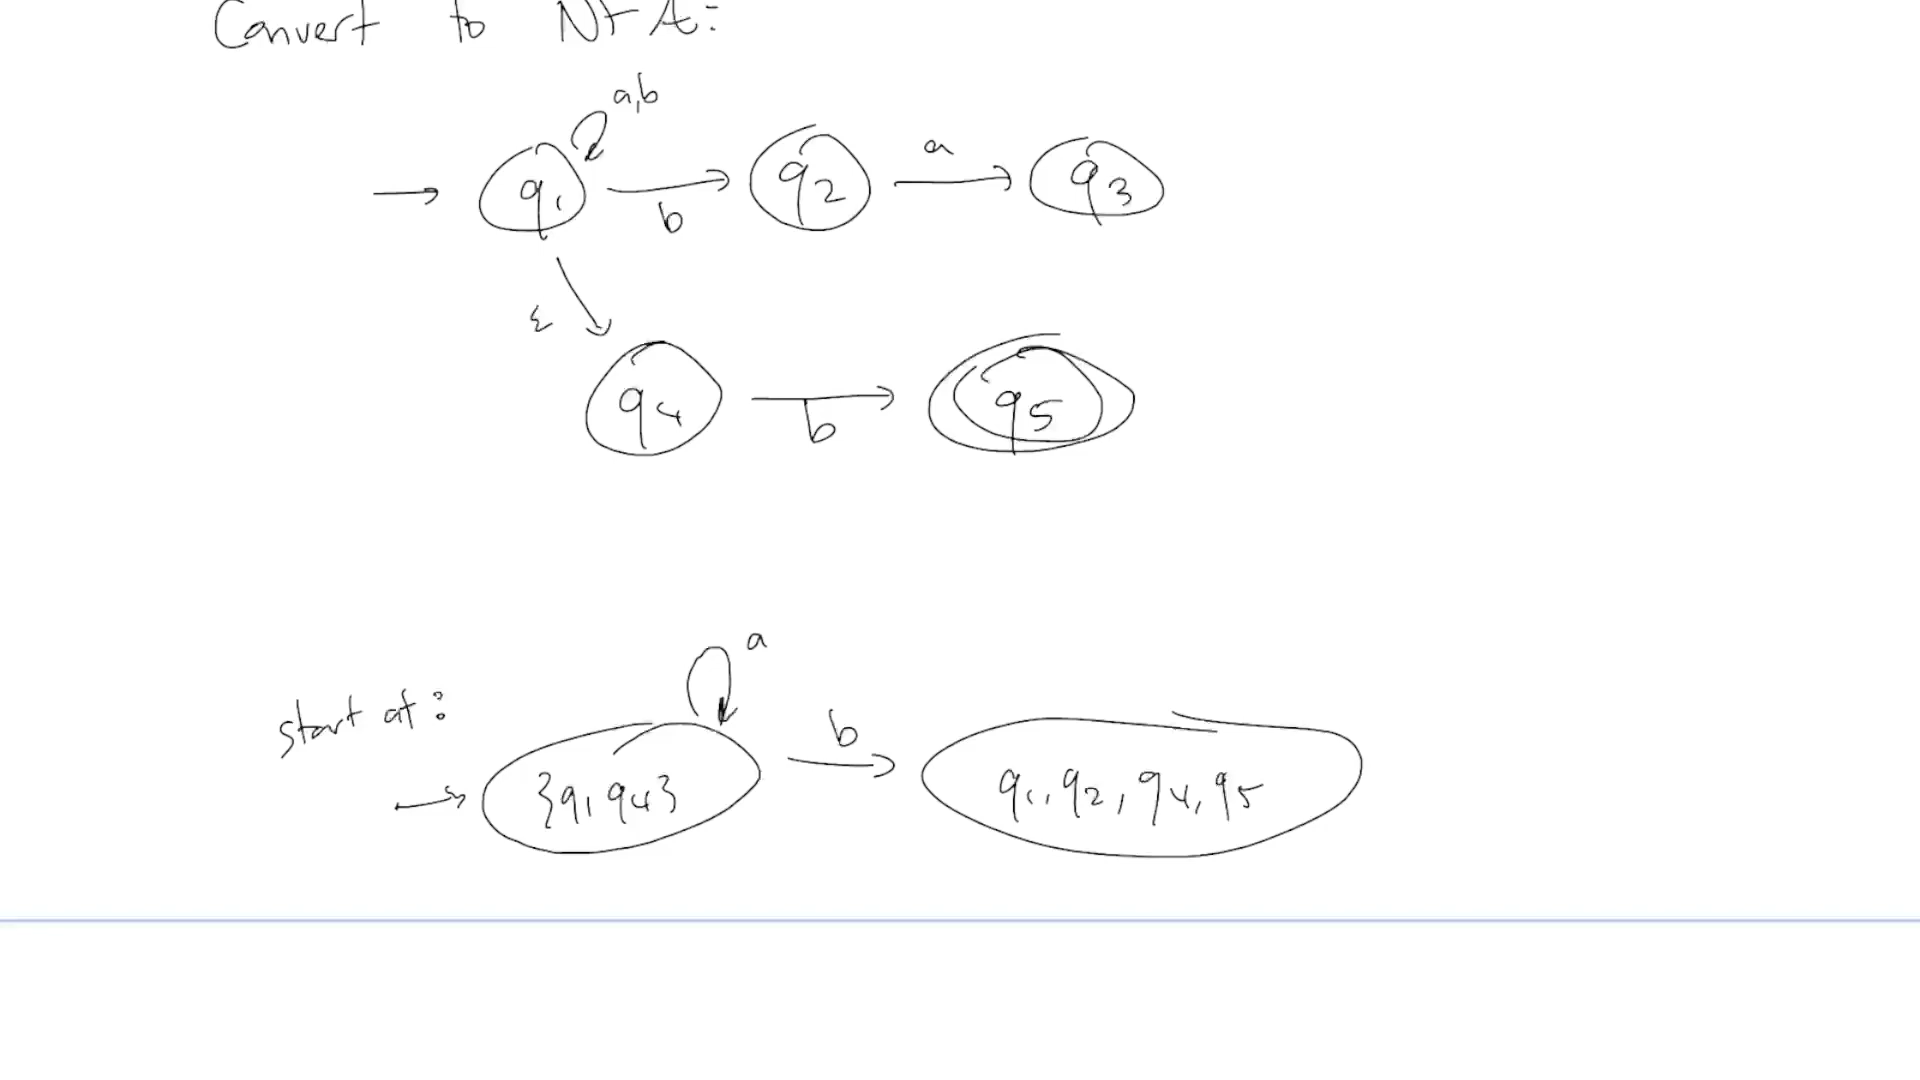 Convert to NFA:
a,b
q1 b q2 a q3
ε
q4 b q5
a
start at:
b
{q1 q4} q1, q2, q4, q5